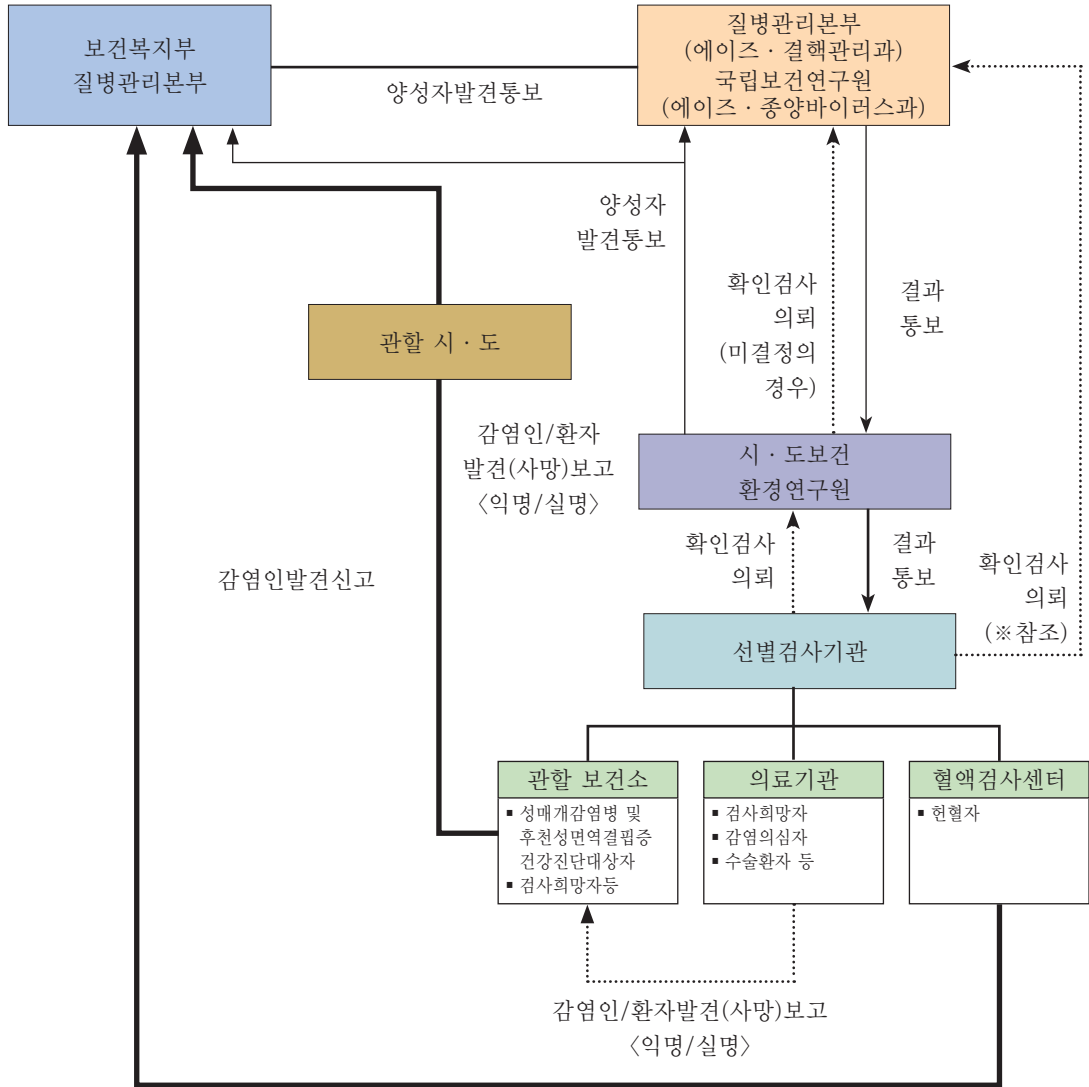 보건복지부
질병관리본부
양성자발견통보
질병관리본부
(에이즈 · 결핵관리과)
국립보건연구원
(에이즈 · 종양바이러스과)
양성자
발견통보
확인검사
의뢰
(미결정의
경우)
결과
통보
관할 시 · 도
감염인/환자
발견(사망)보고
〈익명/실명〉
시 · 도보건
환경연구원
감염인발견신고
확인검사
의뢰
결과
통보
확인검사
의뢰
(※참조)
선별검사기관
관할 보건소
▪ 성매개감염병 및
후천성면역결핍증
건강진단대상자
▪ 검사희망자등
의료기관
▪ 검사희망자
▪ 감염의심자
▪ 수술환자 등
혈액검사센터
▪ 헌혈자
감염인/환자발견(사망)보고
〈익명/실명〉